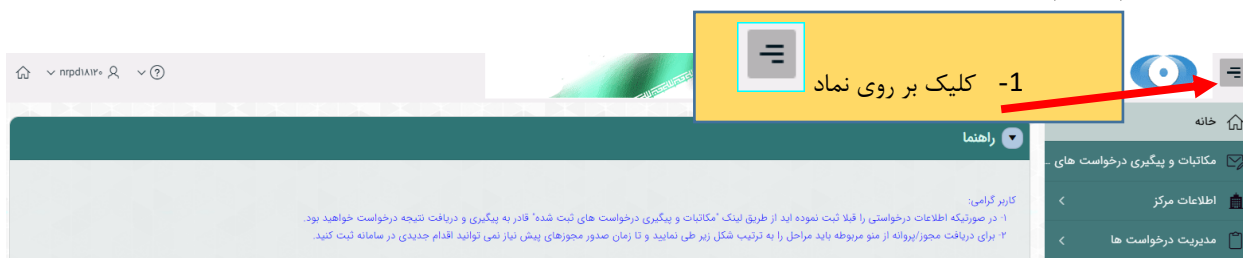 1- کلیک بر روی نماد
nrpd۱۸۱۲۰
خانه
مکاتبات و پیگیری درخواست های
اطلاعات مرکز
مدیریت درخواست ها
راهنما
کاربر گرامی:
۱- در صورتیکه اطلاعات درخواستی را قبلا ثبت نموده اید از طریق لینک "مکاتبات و پیگیری درخواست های ثبت شده" قادر به پیگیری و دریافت نتیجه درخواست خواهید بود.
۲- برای دریافت مجوز/پروانه از منو مربوطه باید مراحل را به ترتیب شکل زیر طی نمایید و تا زمان صدور مجوزهای پیش نیاز نمی توانید اقدام جدیدی در سامانه ثبت کنید.